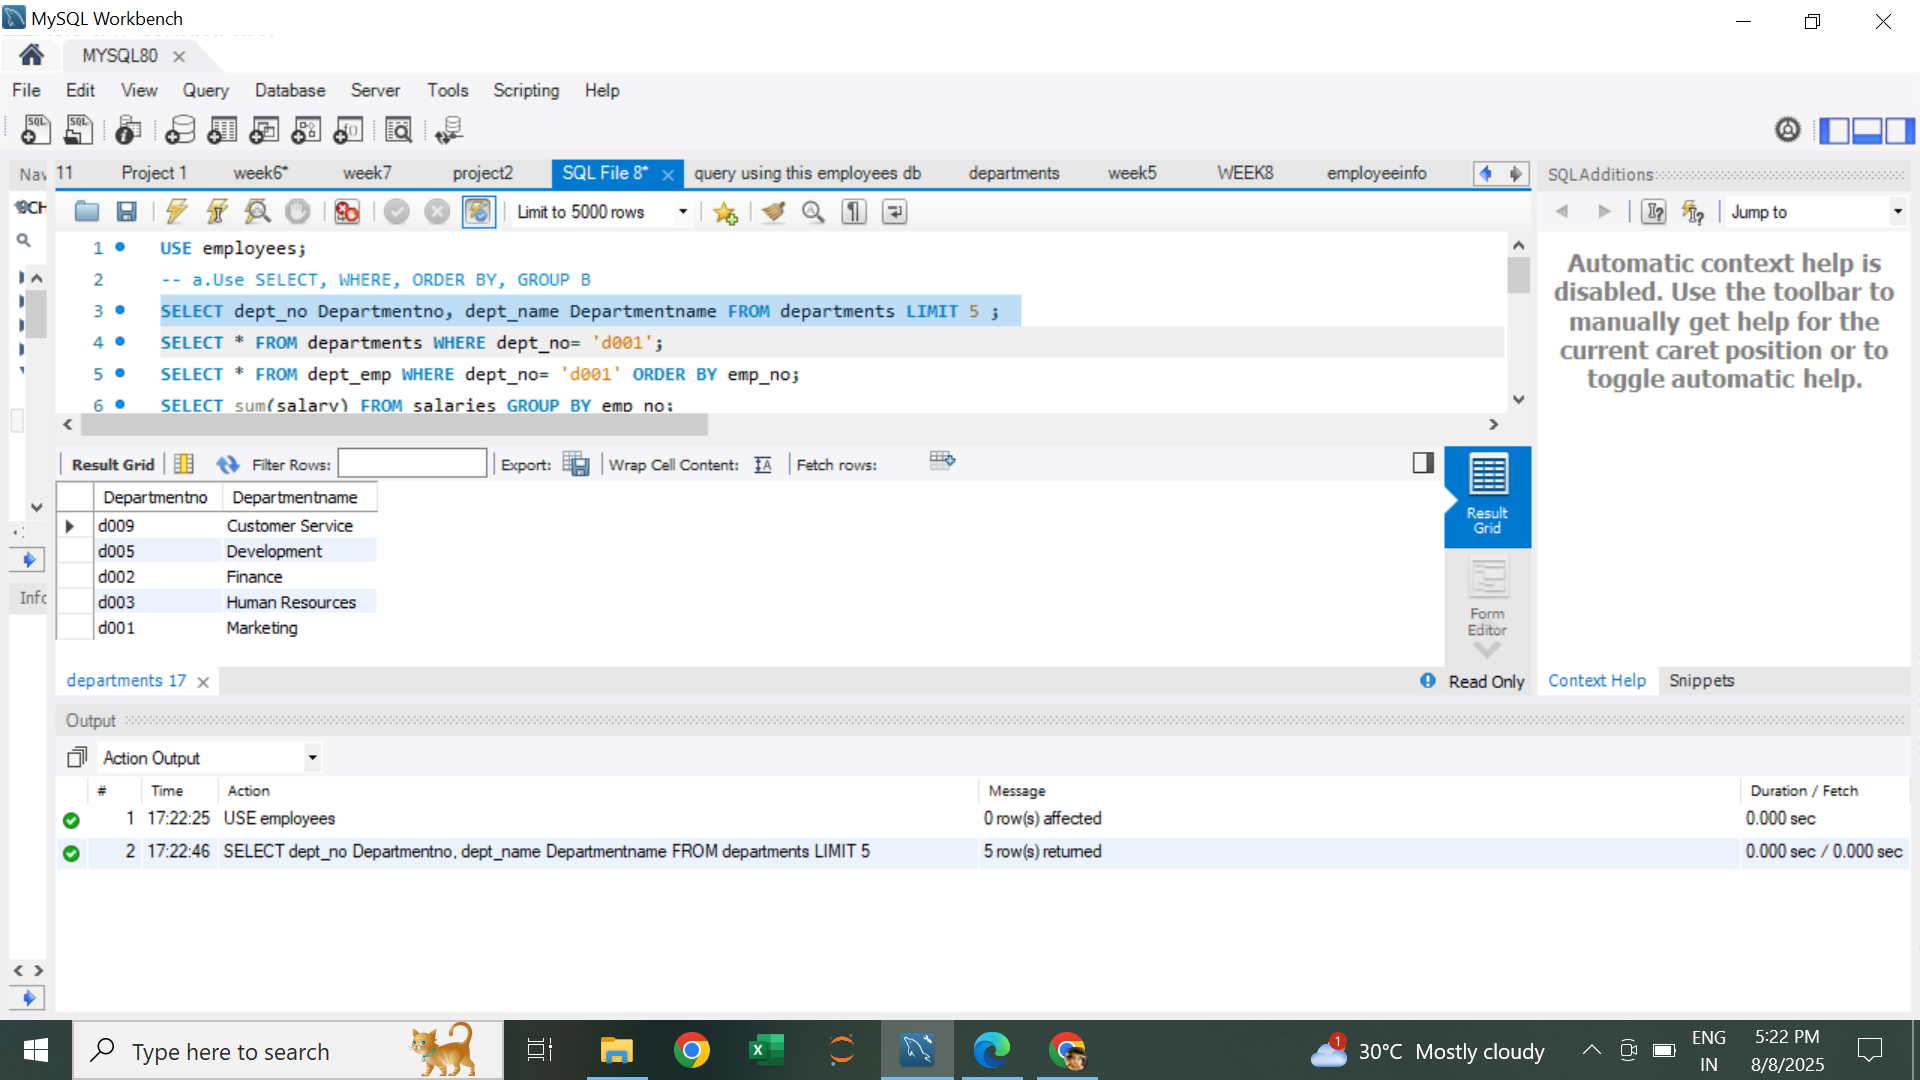 MySQL Workbench
MYSQL80
File Edit View Query Database Server Tools Scripting Help
Nav 11 Project 1 week6* week7 project2 SQL File 8* query using this employees db departments week5 WEEK8 employeeinfo
SQLAdditions
SCH
Limit to 5000 rows
Jump to
1 USE employees;
2 -- a.Use SELECT, WHERE, ORDER BY, GROUP B
3 SELECT dept_no Departmentno, dept_name Departmentname FROM departments LIMIT 5 ;
4 SELECT * FROM departments WHERE dept_no= 'd001';
5 SELECT * FROM dept_emp WHERE dept_no= 'd001' ORDER BY emp_no;
6 SELECT sum(salary) FROM salaries GROUP BY emp_no;
Automatic context help is
disabled. Use the toolbar to
manually get help for the
current caret position or to
toggle automatic help.
Result Grid Filter Rows: Export: Wrap Cell Content: Fetch rows:
Departmentno Departmentname
d009 Customer Service
d005 Development
d002 Finance
d003 Human Resources
d001 Marketing
Result
Grid
Form
Editor
Info
departments 17
Read Only
Context Help Snippets
Output
Action Output
# Time Action Message Duration / Fetch
1 17:22:25 USE employees 0 row(s) affected 0.000 sec
2 17:22:46 SELECT dept_no Departmentno, dept_name Departmentname FROM departments LIMIT 5 5 row(s) returned 0.000 sec / 0.000 sec
Type here to search
1
30°C Mostly cloudy
ENG
IN
5:22 PM
8/8/2025